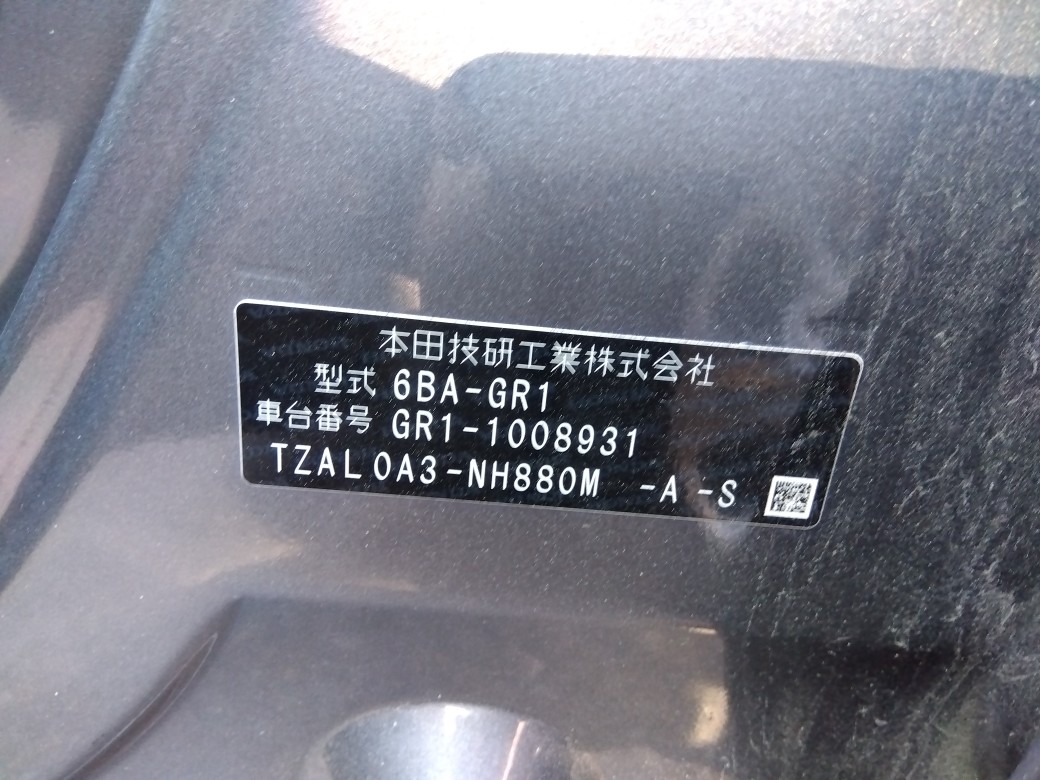 本田技研工業株式会社
型式 6BA-GR1
車台番号 GR1-1008931
TZAL0A3-NH880M -A -S